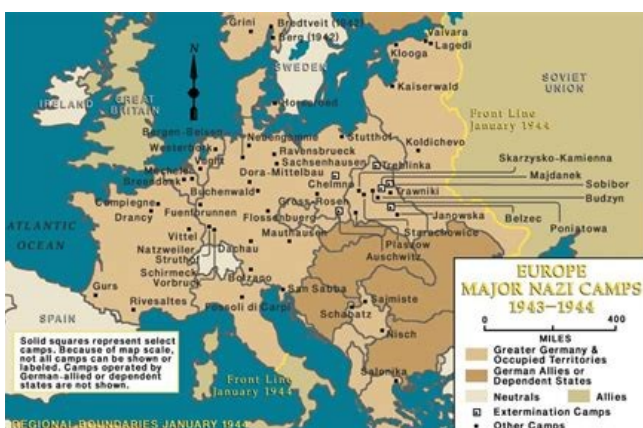 Grini
Bredtveit (1942)
Berg (1942)
Vaivara
Lagedi
Klooga
N
SWEDEN
SOVIET
UNION
IRELAND
GREAT
BRITAIN
Kaiserwald
Horserod
Front Line
January 1944
Bergen-Belsen
Neuengamme
Stutthof
Koldichevo
Westerbork
Ravensbrueck
Vught
Sachsenhausen
Treblinka
Skarzysko-Kamienna
Mechelen
Dora-Mittelbau
Majdanek
Breendonk
Chelmno
Sobibor
Buchenwald
Trawniki
Budzyn
Compiegne
Gross-Rosen
Drancy
Fuenbrunnen
Janowska
Belzec
ATLANTIC
OCEAN
Flossenburg
Starachowice
Poniatowa
Vittel
Mauthausen
Plaszow
Natzweiler
Struthof
Dachau
Auschwitz
Schirmeck
Vorbruck
Bolzano
Gurs
San Sabba
Rivesaltes
Fossoli di Carpi
Sajmiste
Schabatz
SPAIN
Nisch
Salonika
Front Line
January 1944
Solid squares represent select
camps. Because of map scale,
not all camps can be shown or
labeled. Camps operated by
German-allied or dependent
states are not shown.
REGIONAL BOUNDARIES JANUARY 1944
EUROPE
MAJOR NAZI CAMPS
1943–1944
MILES
0 400
Greater Germany &
Occupied Territories
German Allies or
Dependent States
Neutrals
Allies
Extermination Camps
Other Camps